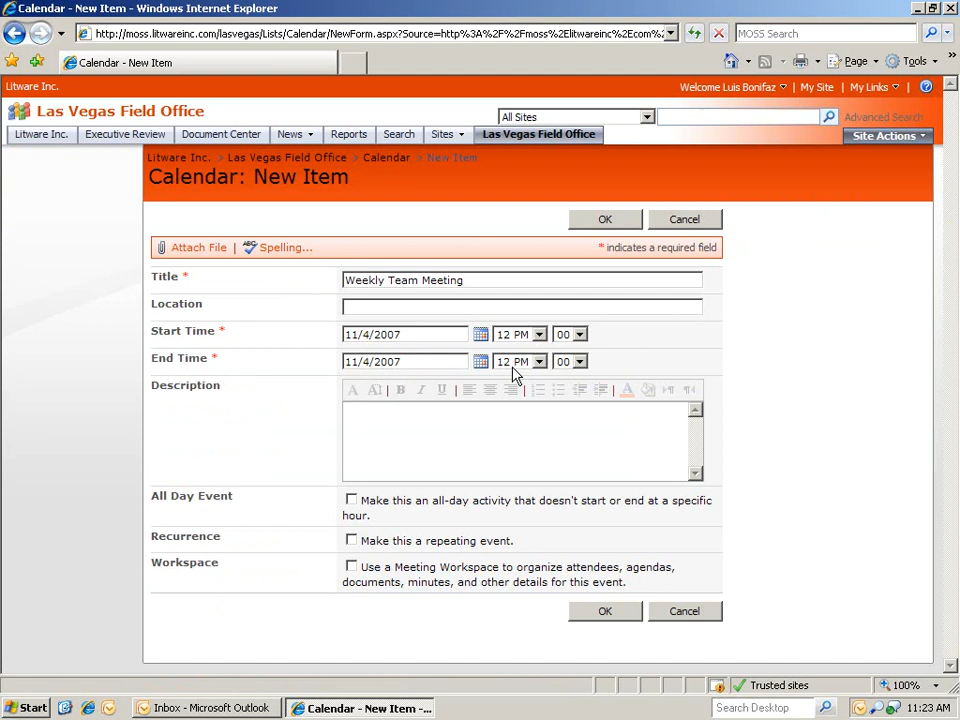 Calendar - New Item - Windows Internet Explorer
http://moss.litwareinc.com/lasvegas/Lists/Calendar/NewForm.aspx?Source=http%3A%2F%2Fmoss%2Elitwareinc%2Ecom%2
MOSS Search
Calendar - New Item
Page
Tools
Litware Inc.
Welcome Luis Bonifaz
My Site
My Links
Las Vegas Field Office
All Sites
Advanced Search
Litware Inc. Executive Review Document Center News Reports Search Sites Las Vegas Field Office
Site Actions
Litware Inc. > Las Vegas Field Office > Calendar > New Item
Calendar: New Item
OK Cancel
Attach File | Spelling... * indicates a required field
Title * Weekly Team Meeting
Location
Start Time * 11/4/2007 12 PM 00
End Time * 11/4/2007 12 PM 00
Description
All Day Event Make this an all-day activity that doesn't start or end at a specific
hour.
Recurrence Make this a repeating event.
Workspace Use a Meeting Workspace to organize attendees, agendas,
documents, minutes, and other details for this event.
OK Cancel
Trusted sites 100%
Start Inbox - Microsoft Outlook Calendar - New Item -... Search Desktop 11:23 AM